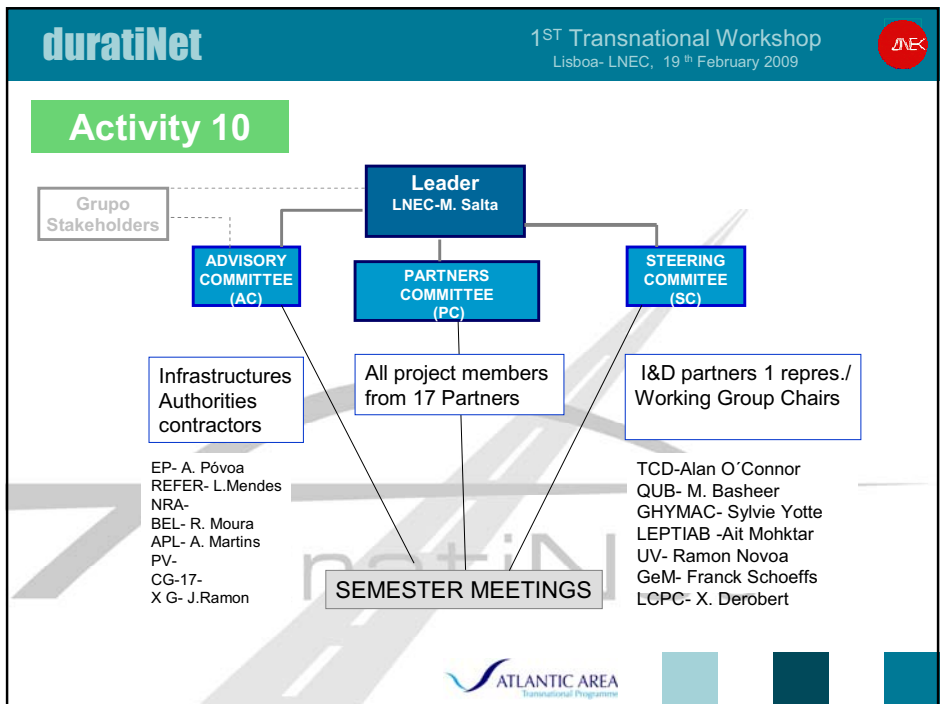 duratiNet
1ST Transnational Workshop
Lisboa- LNEC, 19 th February 2009
LNEC
Activity 10
Leader
LNEC-M. Salta
Grupo
Stakeholders
ADVISORY
COMMITTEE
(AC)
PARTNERS
COMMITTEE
(PC)
STEERING
COMMITEE
(SC)
Infrastructures
Authorities
contractors
All project members
from 17 Partners
I&D partners 1 repres./
Working Group Chairs
EP- A. Póvoa
REFER- L.Mendes
NRA-
BEL- R. Moura
APL- A. Martins
PV-
CG-17-
X G- J.Ramon
TCD-Alan O´Connor
QUB- M. Basheer
GHYMAC- Sylvie Yotte
LEPTIAB -Ait Mohktar
UV- Ramon Novoa
GeM- Franck Schoeffs
LCPC- X. Derobert
SEMESTER MEETINGS
ATLANTIC AREA
Transnational Programme